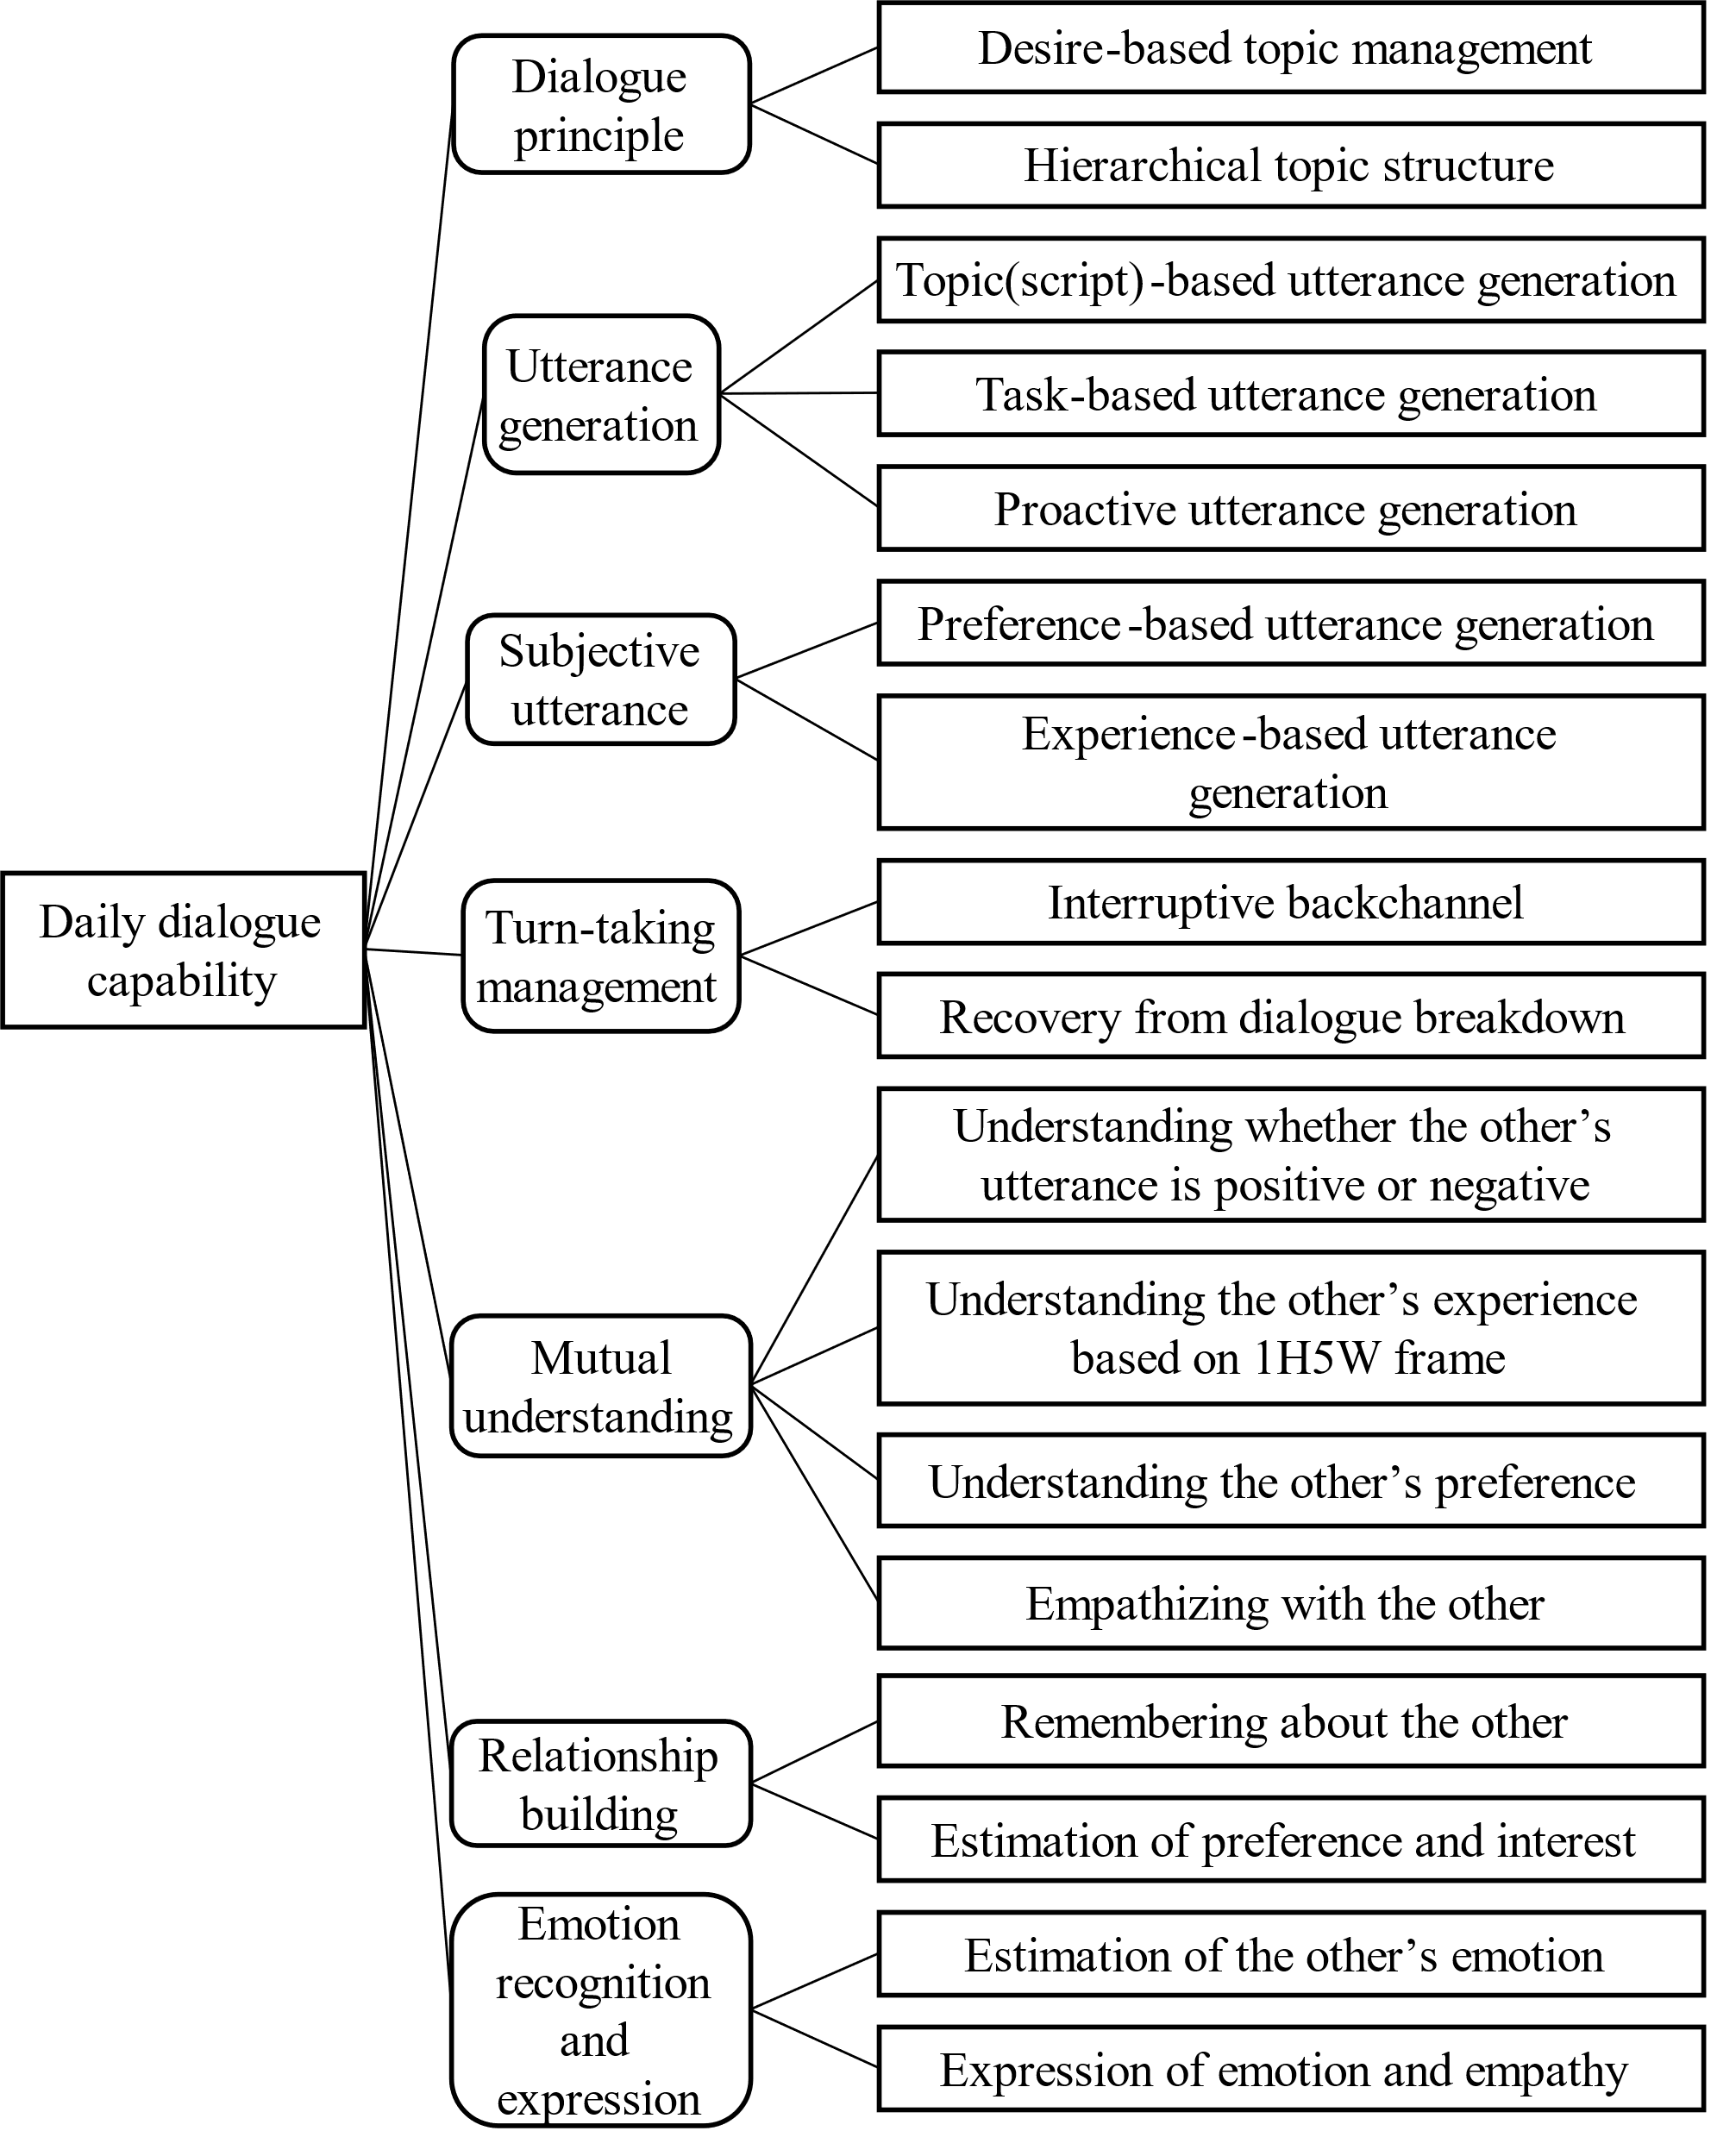 Daily dialogue
capability
Dialogue
principle
Desire-based topic management
Hierarchical topic structure
Utterance
generation
Topic(script)-based utterance generation
Task-based utterance generation
Proactive utterance generation
Subjective
utterance
Preference-based utterance generation
Experience-based utterance
generation
Turn-taking
management
Interruptive backchannel
Recovery from dialogue breakdown
Mutual
understanding
Understanding whether the other’s
utterance is positive or negative
Understanding the other’s experience
based on 1H5W frame
Understanding the other’s preference
Empathizing with the other
Relationship
building
Remembering about the other
Estimation of preference and interest
Emotion
recognition
and
expression
Estimation of the other’s emotion
Expression of emotion and empathy